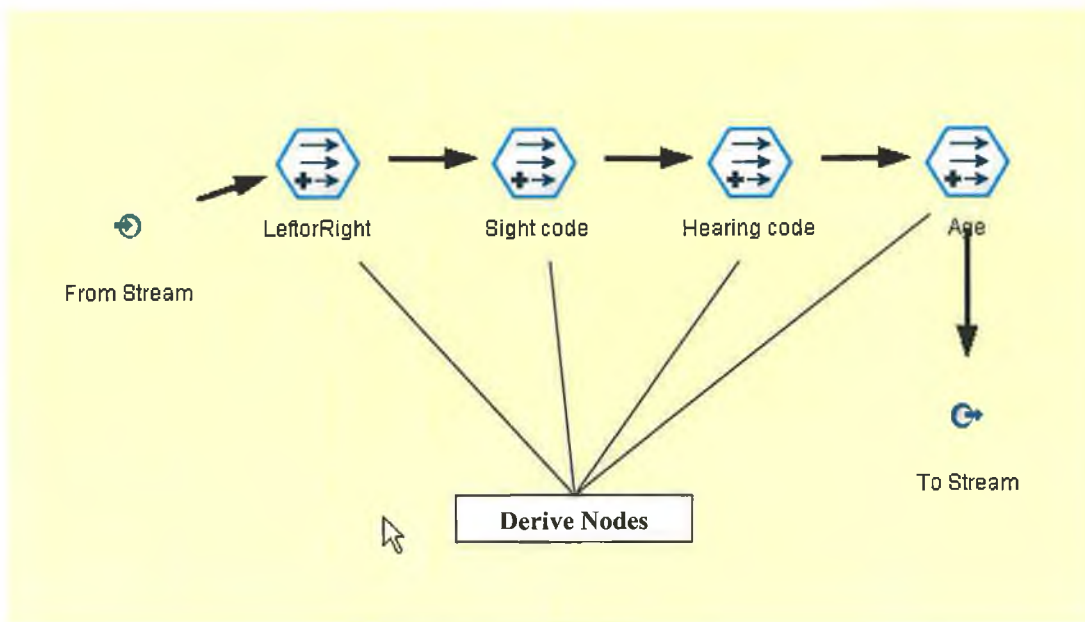 LeftorRight
Sight code
Hearing code
Age
From Stream
To Stream
Derive Nodes